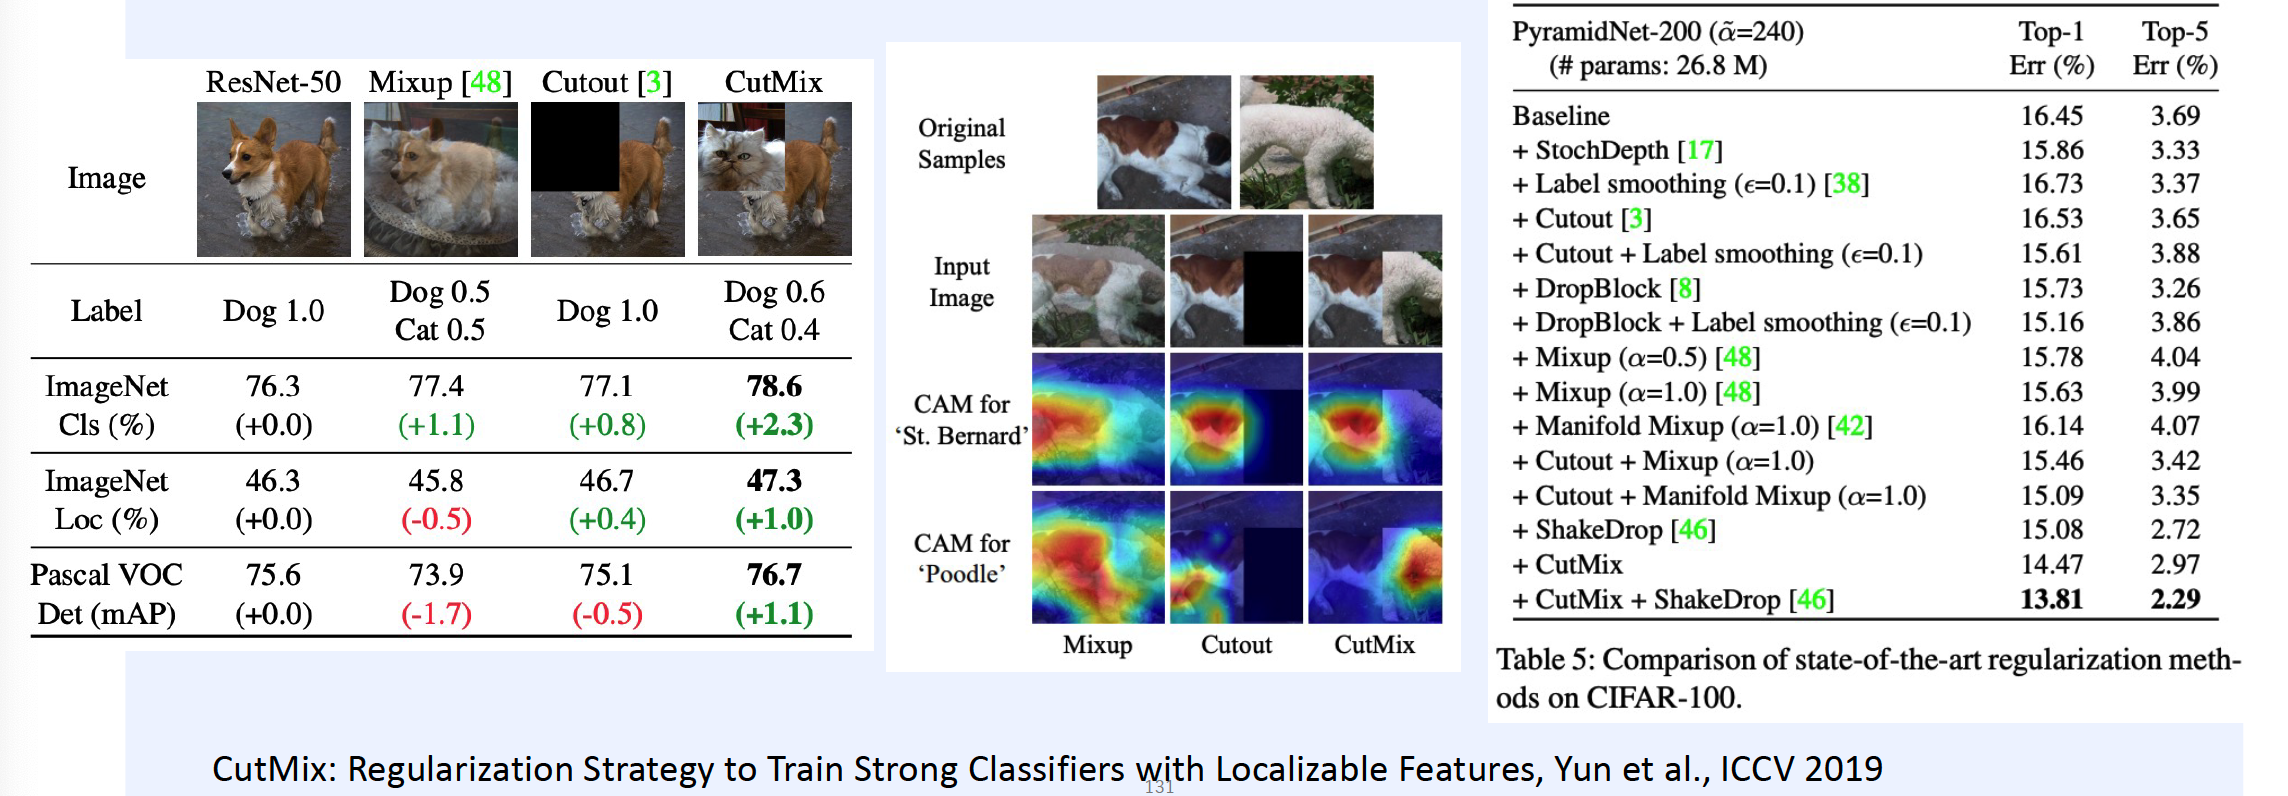 ResNet-50 Mixup [48] Cutout [3] CutMix
Image
Label Dog 1.0 Dog 0.5 Cat 0.5 Dog 1.0 Dog 0.6 Cat 0.4
ImageNet Cls (%) 76.3 (+0.0) 77.4 (+1.1) 77.1 (+0.8) 78.6 (+2.3)
ImageNet Loc (%) 46.3 (+0.0) 45.8 (-0.5) 46.7 (+0.4) 47.3 (+1.0)
Pascal VOC Det (mAP) 75.6 (+0.0) 73.9 (-1.7) 75.1 (-0.5) 76.7 (+1.1)
Original
Samples
Input
Image
CAM for
‘St. Bernard’
CAM for
‘Poodle’
Mixup Cutout CutMix
PyramidNet-200 (α̃=240) Top-1 Top-5
(# params: 26.8 M) Err (%) Err (%)
Baseline 16.45 3.69
+ StochDepth [17] 15.86 3.33
+ Label smoothing (ϵ=0.1) [38] 16.73 3.37
+ Cutout [3] 16.53 3.65
+ Cutout + Label smoothing (ϵ=0.1) 15.61 3.88
+ DropBlock [8] 15.73 3.26
+ DropBlock + Label smoothing (ϵ=0.1) 15.16 3.86
+ Mixup (α=0.5) [48] 15.78 4.04
+ Mixup (α=1.0) [48] 15.63 3.99
+ Manifold Mixup (α=1.0) [42] 16.14 4.07
+ Cutout + Mixup (α=1.0) 15.46 3.42
+ Cutout + Manifold Mixup (α=1.0) 15.09 3.35
+ ShakeDrop [46] 15.08 2.72
+ CutMix 14.47 2.97
+ CutMix + ShakeDrop [46] 13.81 2.29
Table 5: Comparison of state-of-the-art regularization meth-
ods on CIFAR-100.
CutMix: Regularization Strategy to Train Strong Classifiers with Localizable Features, Yun et al., ICCV 2019
131